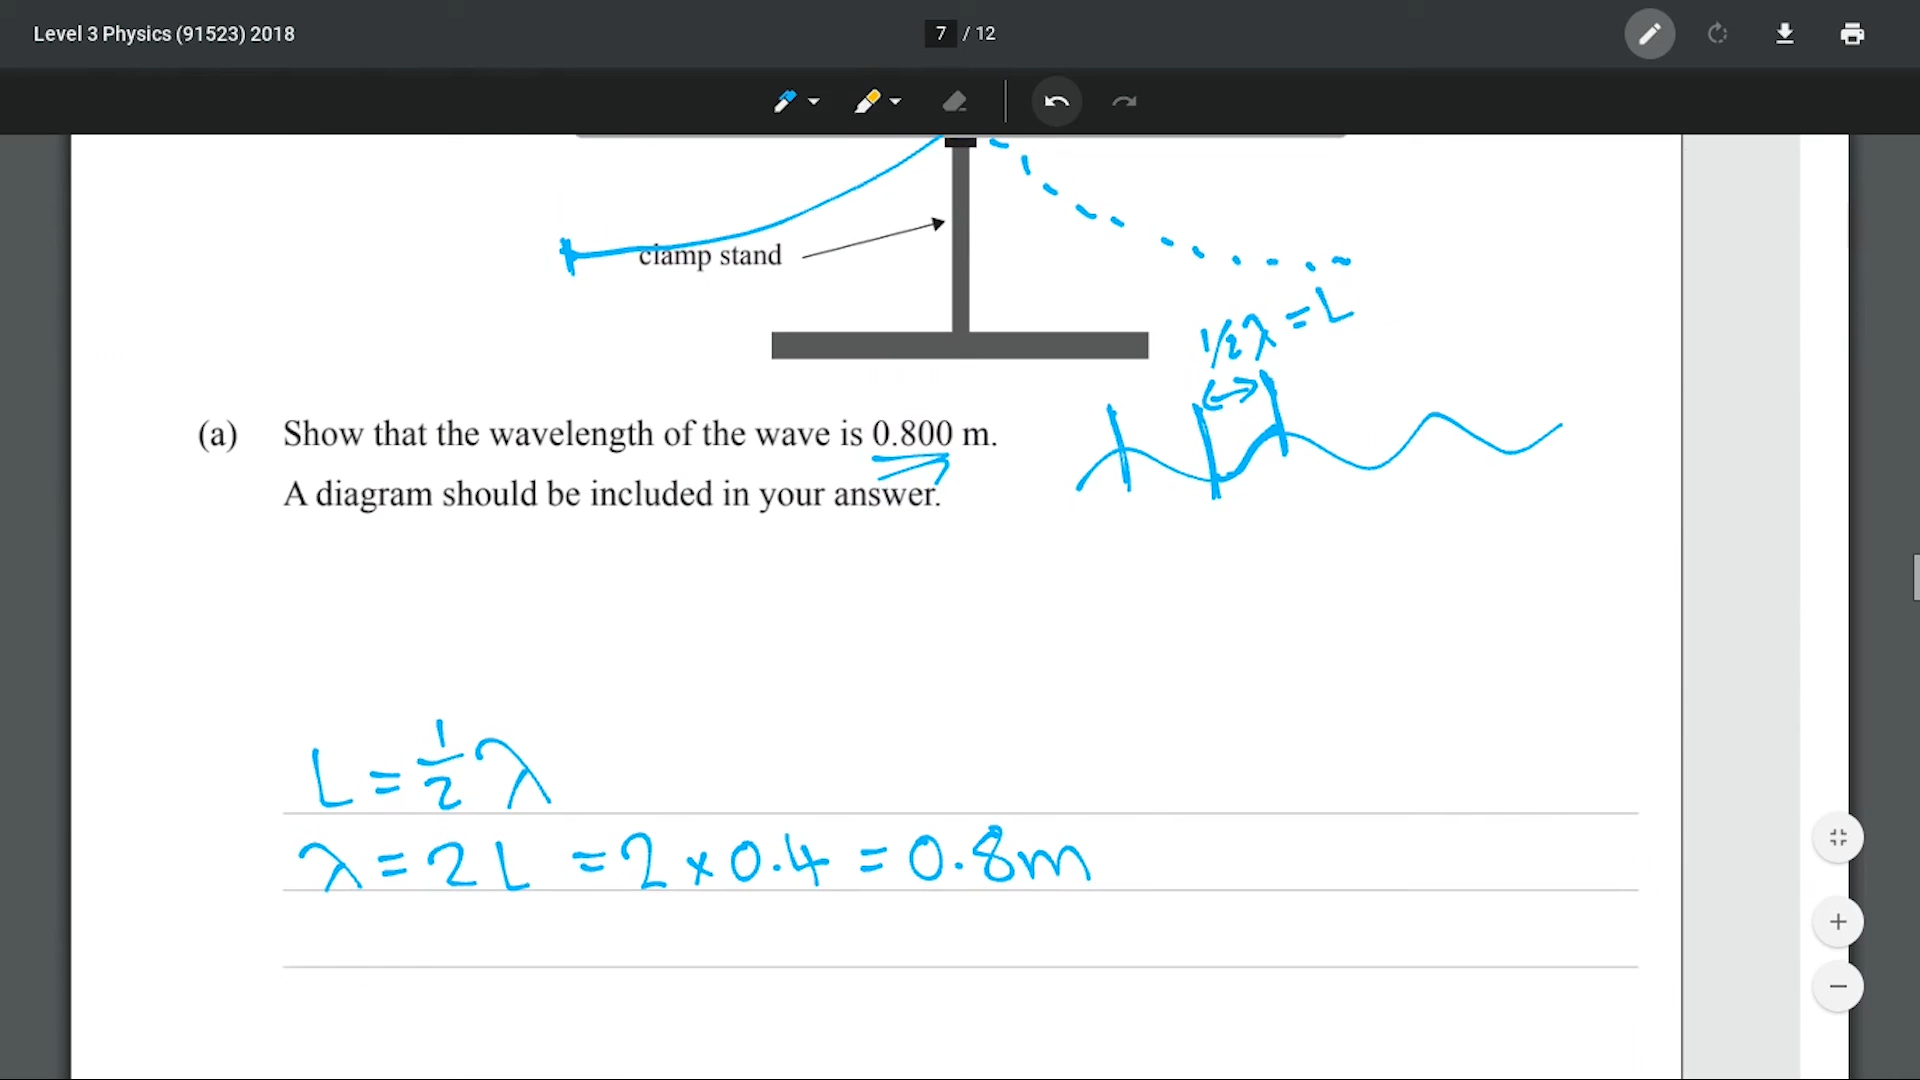 Level 3 Physics (91523) 2018
7 / 12
clamp stand
1/2 λ = L
(a) Show that the wavelength of the wave is 0.800 m.
A diagram should be included in your answer.
L = 1/2 λ
λ = 2L = 2 × 0.4 = 0.8m